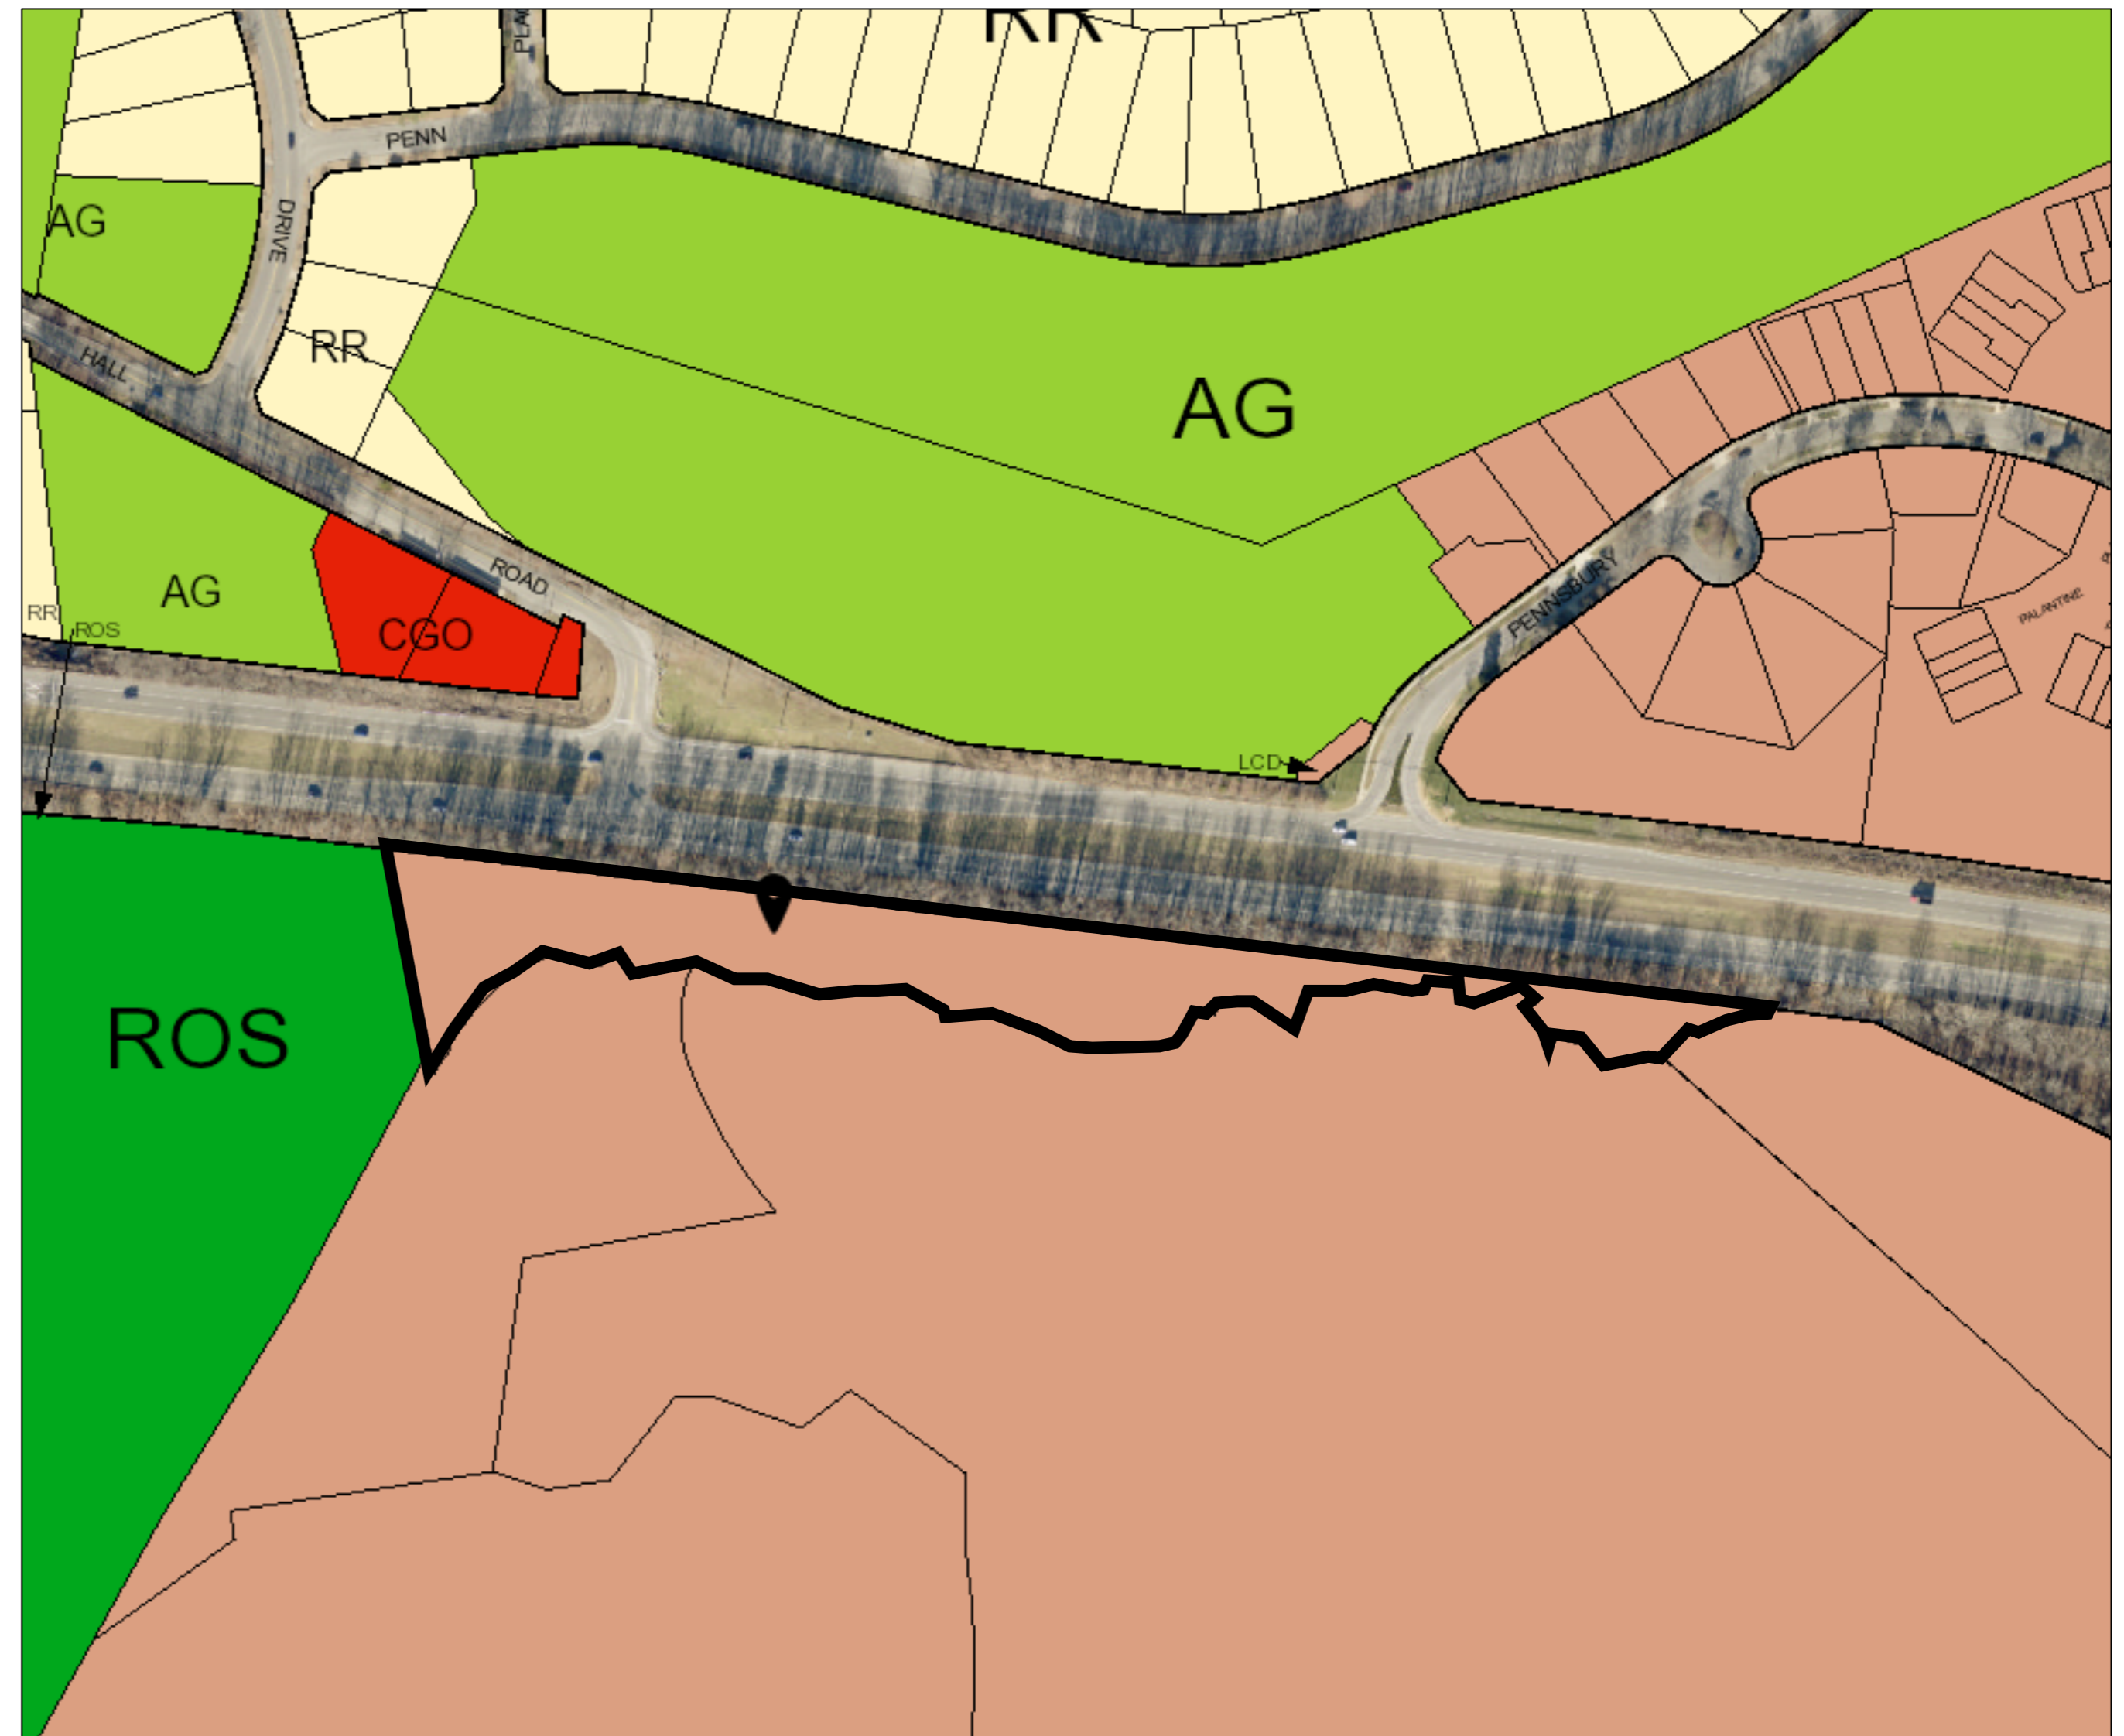 RR
PENN
AG
DRIVE
RR
HALL
AG
ROAD
AG
CGO
PENNSBURY
PALANTINE
RR
ROS
LCD
ROS